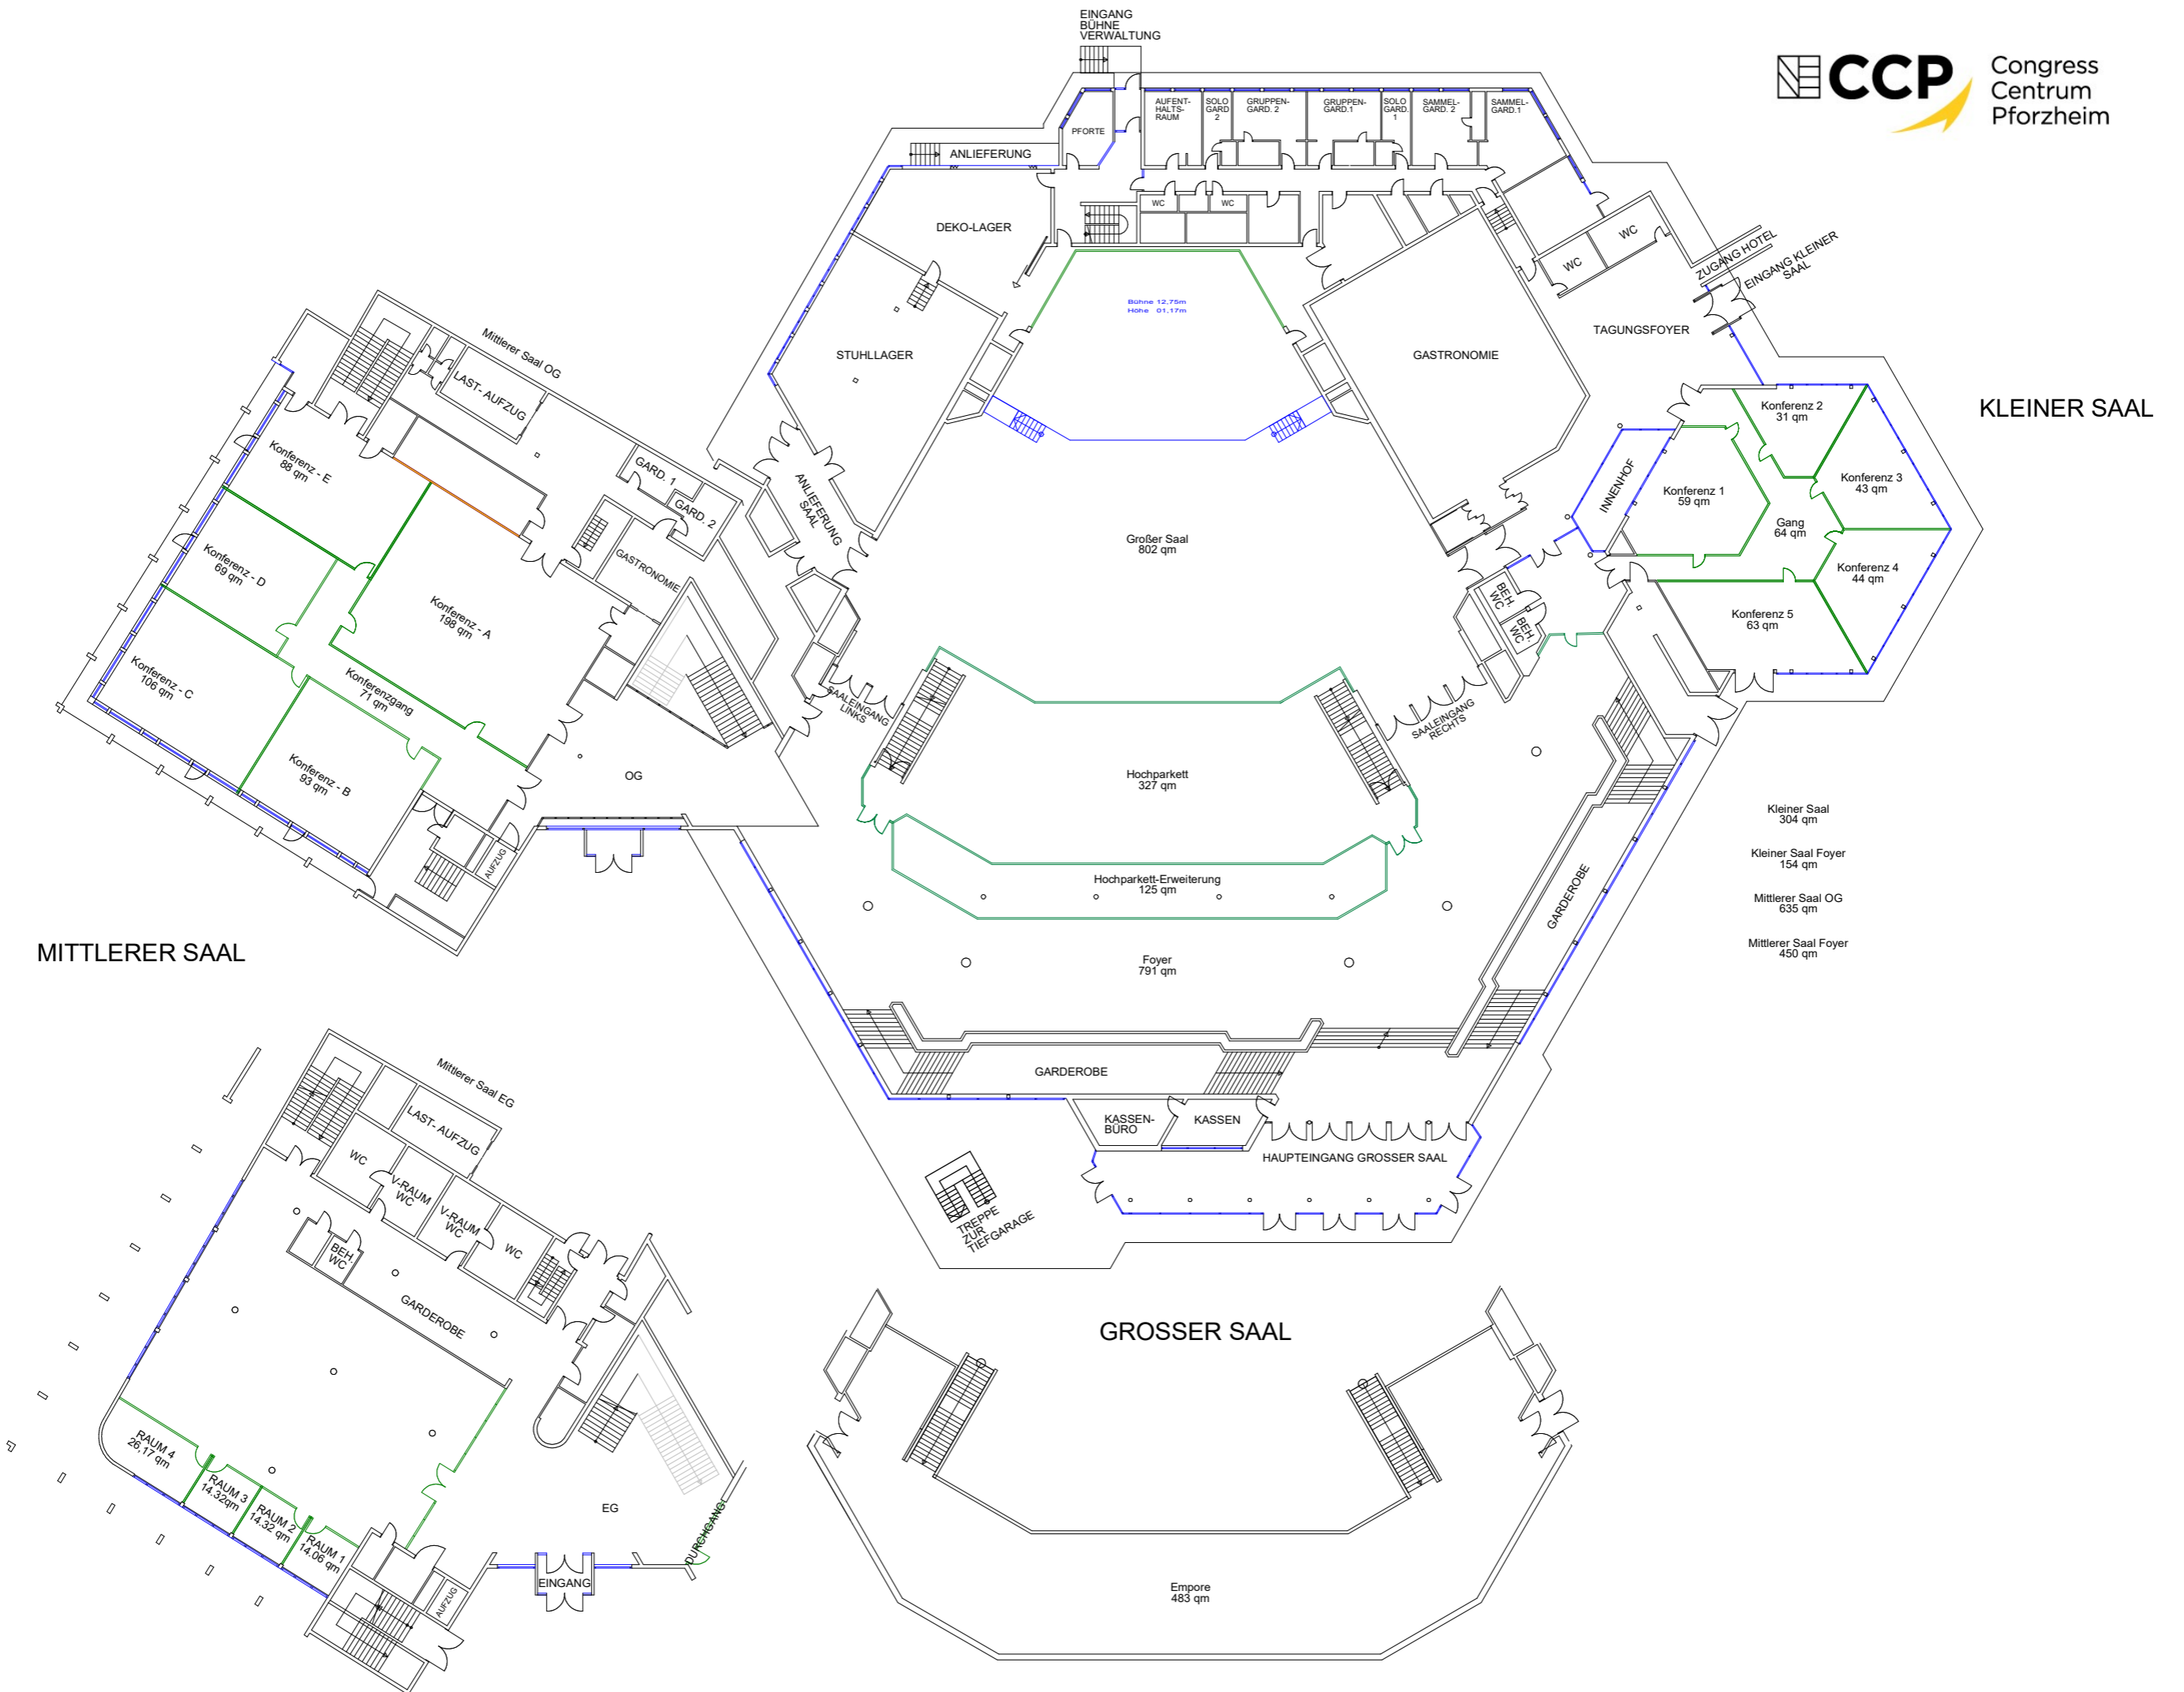 EINGANG
BÜHNE
VERWALTUNG
CCP
Congress
Centrum
Pforzheim
PFORTE
AUFENT-
HALTS-
RAUM
SOLO
GARD
2
GRUPPEN-
GARD. 2
GRUPPEN-
GARD.1
SOLO
GARD.
1
SAMMEL-
GARD. 2
SAMMEL-
GARD.1
ANLIEFERUNG
DEKO-LAGER
WC
WC
WC
WC
ZUGANG HOTEL
EINGANG KLEINER
SAAL
Bühne 12,75m
Höhe 01,17m
TAGUNGSFOYER
STUHLLAGER
GASTRONOMIE
KLEINER SAAL
Konferenz 2
31 qm
Konferenz 3
43 qm
Konferenz 1
59 qm
INNENHOF
Gang
64 qm
Konferenz 4
44 qm
Konferenz 5
63 qm
BEH.
WC
BEH.
WC
Mittlerer Saal OG
LAST- AUFZUG
Konferenz - E
88 qm
GARD. 1
GARD. 2
ANLIEFERUNG
SAAL
GASTRONOMIE
Konferenz - D
69 qm
Konferenz - A
198 qm
Konferenz - C
106 qm
Konferenzgang
71 qm
Konferenz - B
93 qm
OG
AUFZUG
MITTLERER SAAL
Großer Saal
802 qm
SAALEINGANG
LINKS
SAALEINGANG
RECHTS
Hochparkett
327 qm
Hochparkett-Erweiterung
125 qm
Foyer
791 qm
GARDEROBE
GARDEROBE
Kleiner Saal
304 qm
Kleiner Saal Foyer
154 qm
Mittlerer Saal OG
635 qm
Mittlerer Saal Foyer
450 qm
KASSEN-
BÜRO
KASSEN
HAUPTEINGANG GROSSER SAAL
TREPPE
ZUR
TIEFGARAGE
Mittlerer Saal EG
LAST- AUFZUG
WC
V-RAUM
WC
V-RAUM
WC
WC
BEH.
WC
GARDEROBE
RAUM 4
26,17 qm
RAUM 3
14.32qm
RAUM 2
14.32 qm
RAUM 1
14.06 qm
EG
DURCHGANG
EINGANG
AUFZUG
GROSSER SAAL
Empore
483 qm